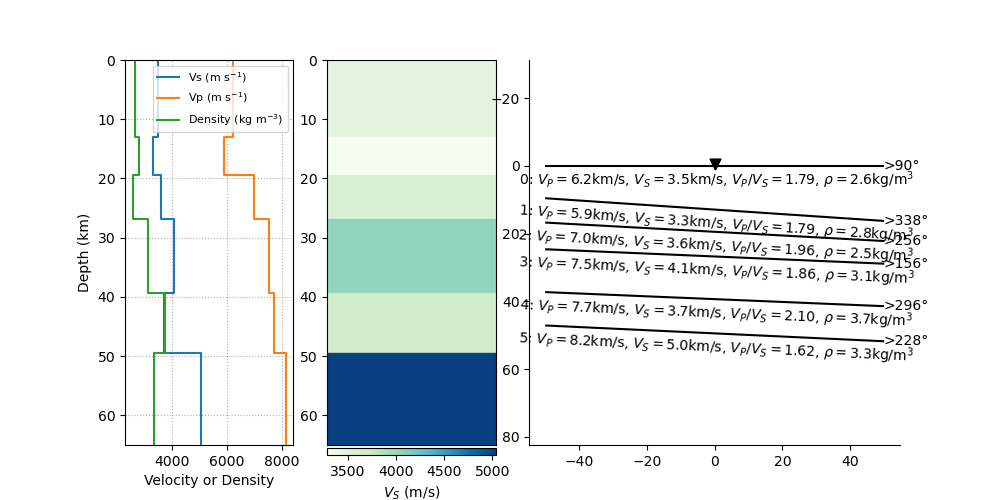 0
10
20
30
40
50
60
Depth (km)
4000 6000 8000
Velocity or Density
Vs (m s⁻¹)
Vp (m s⁻¹)
Density (kg m⁻³)
0
10
20
30
40
50
60
3500 4000 4500 5000
V_S (m/s)
−20
0
20
40
60
80
−40 −20 0 20 40
>90°
0: V_P = 6.2km/s, V_S = 3.5km/s, V_P/V_S = 1.79, ρ = 2.6kg/m³
>338°
1: V_P = 5.9km/s, V_S = 3.3km/s, V_P/V_S = 1.79, ρ = 2.8kg/m³
>256°
2: V_P = 7.0km/s, V_S = 3.6km/s, V_P/V_S = 1.96, ρ = 2.5kg/m³
>156°
3: V_P = 7.5km/s, V_S = 4.1km/s, V_P/V_S = 1.86, ρ = 3.1kg/m³
>296°
4: V_P = 7.7km/s, V_S = 3.7km/s, V_P/V_S = 2.10, ρ = 3.7kg/m³
>228°
5: V_P = 8.2km/s, V_S = 5.0km/s, V_P/V_S = 1.62, ρ = 3.3kg/m³